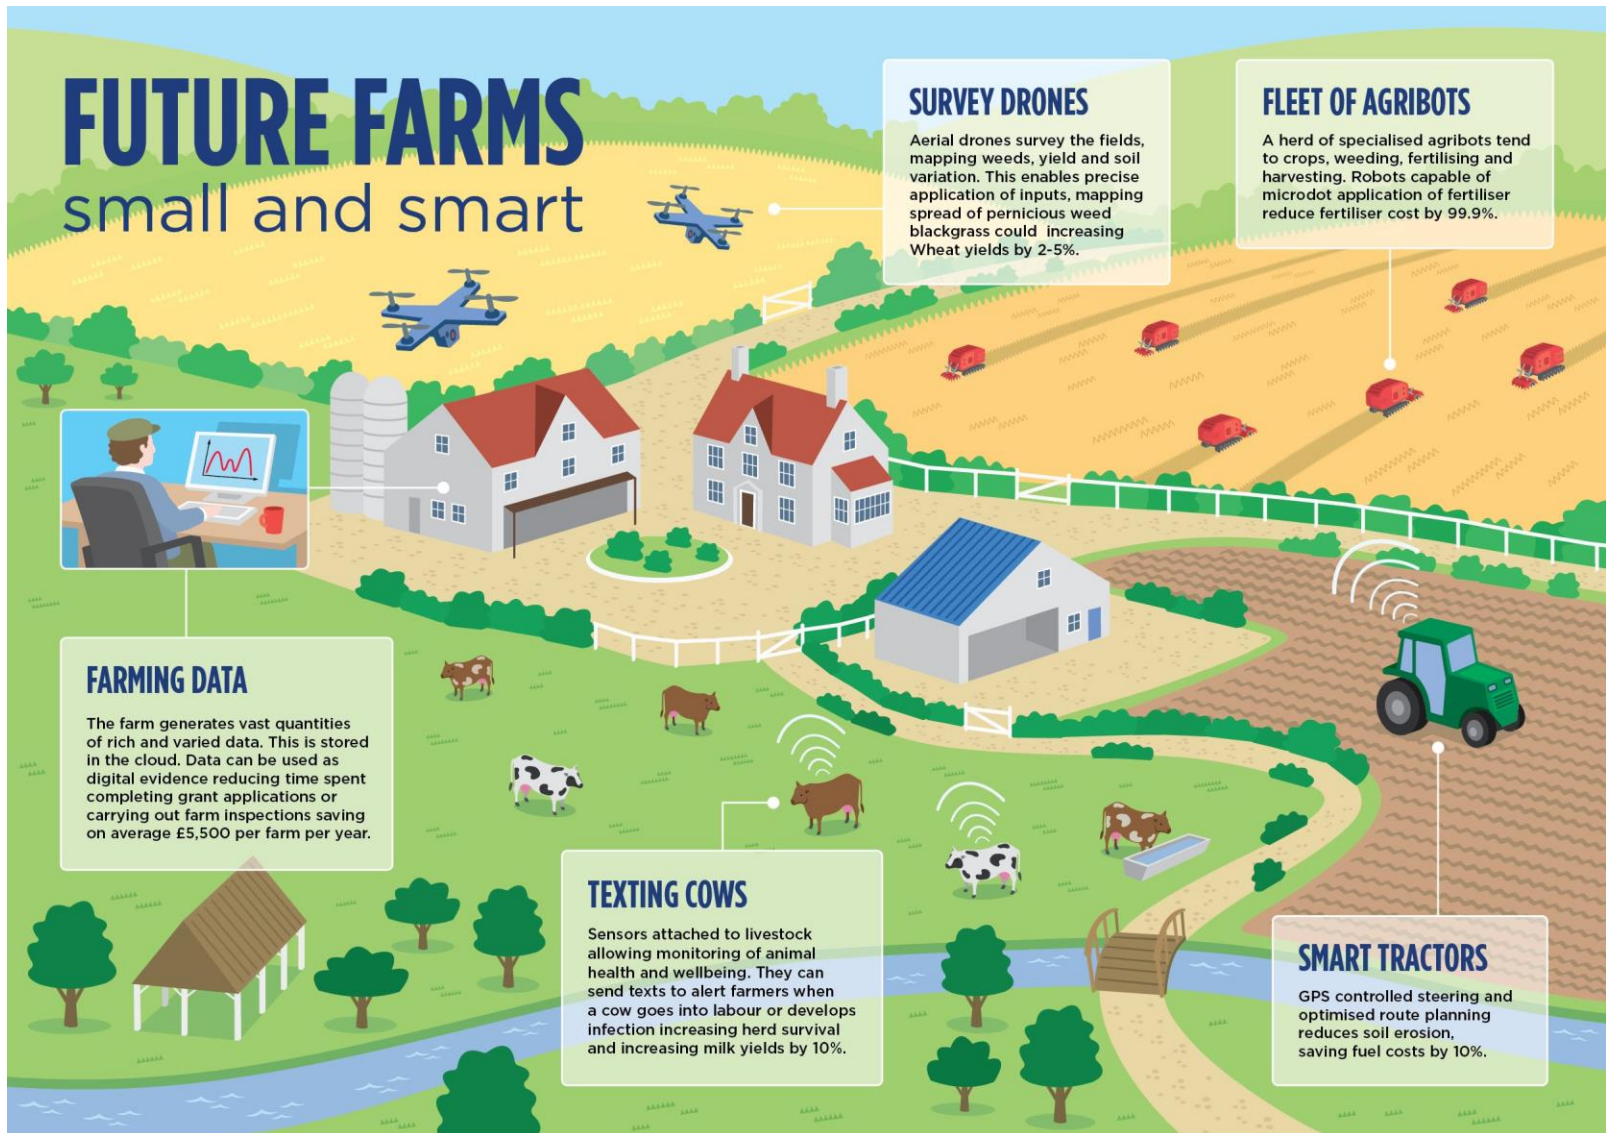 FUTURE FARMS
small and smart
SURVEY DRONES
Aerial drones survey the fields,
mapping weeds, yield and soil
variation. This enables precise
application of inputs, mapping
spread of pernicious weed
blackgrass could increasing
Wheat yields by 2-5%.
FLEET OF AGRIBOTS
A herd of specialised agribots tend
to crops, weeding, fertilising and
harvesting. Robots capable of
microdot application of fertiliser
reduce fertiliser cost by 99.9%.
FARMING DATA
The farm generates vast quantities
of rich and varied data. This is stored
in the cloud. Data can be used as
digital evidence reducing time spent
completing grant applications or
carrying out farm inspections saving
on average £5,500 per farm per year.
TEXTING COWS
Sensors attached to livestock
allowing monitoring of animal
health and wellbeing. They can
send texts to alert farmers when
a cow goes into labour or develops
infection increasing herd survival
and increasing milk yields by 10%.
SMART TRACTORS
GPS controlled steering and
optimised route planning
reduces soil erosion,
saving fuel costs by 10%.